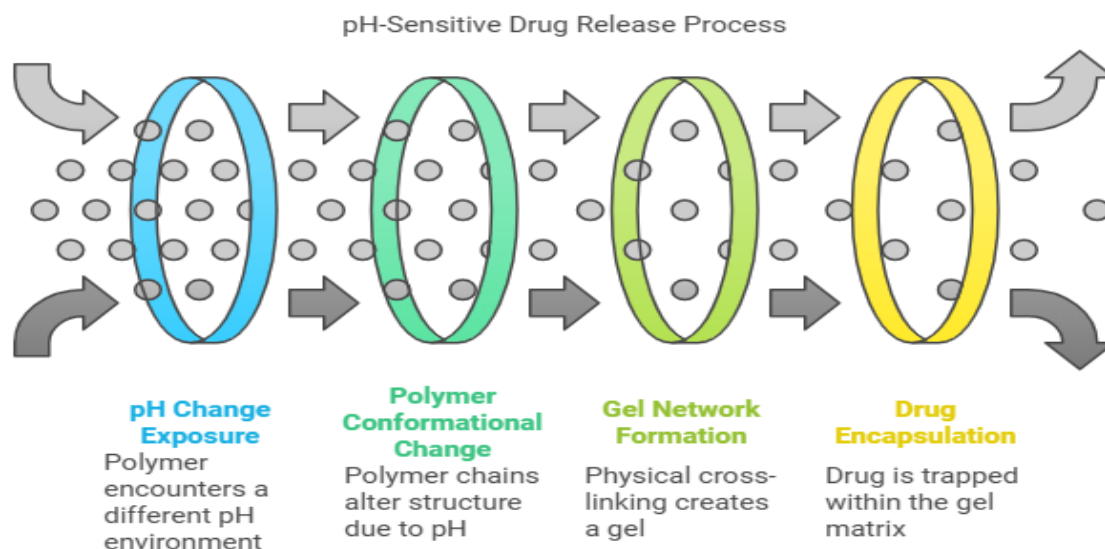 pH-Sensitive Drug Release Process
pH Change
Exposure
Polymer
encounters a
different pH
environment
Polymer
Conformational
Change
Polymer chains
alter structure
due to pH
Gel Network
Formation
Physical cross-
linking creates
a gel
Drug
Encapsulation
Drug is trapped
within the gel
matrix